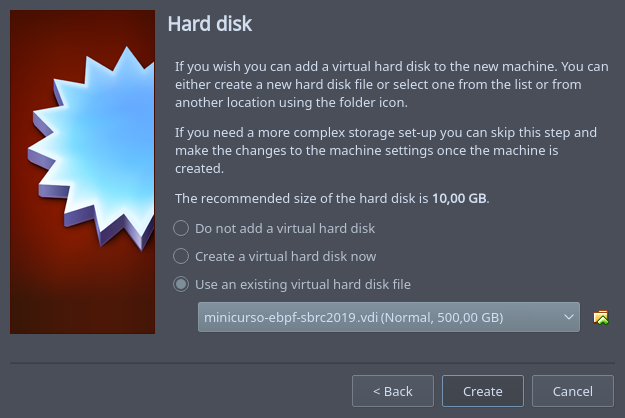 Hard disk
If you wish you can add a virtual hard disk to the new machine. You can
either create a new hard disk file or select one from the list or from
another location using the folder icon.
If you need a more complex storage set-up you can skip this step and
make the changes to the machine settings once the machine is
created.
The recommended size of the hard disk is 10,00 GB.
Do not add a virtual hard disk
Create a virtual hard disk now
Use an existing virtual hard disk file
minicurso-ebpf-sbrc2019.vdi (Normal, 500,00 GB)
< Back
Create
Cancel